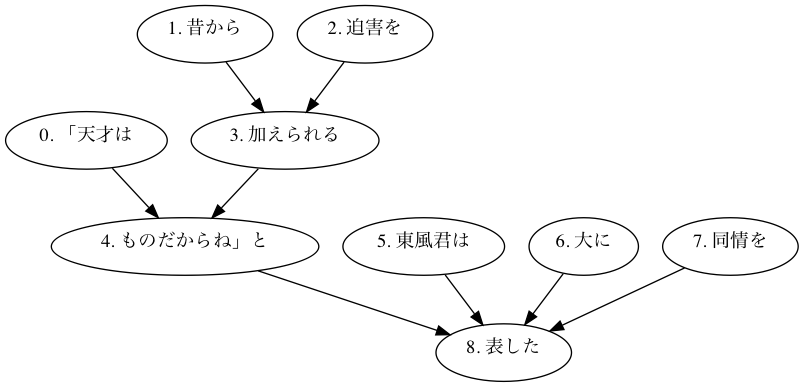 1. 昔から
2. 迫害を
0. 「天才は
3. 加えられる
4. ものだからね」と
5. 東風君は
6. 大に
7. 同情を
8. 表した